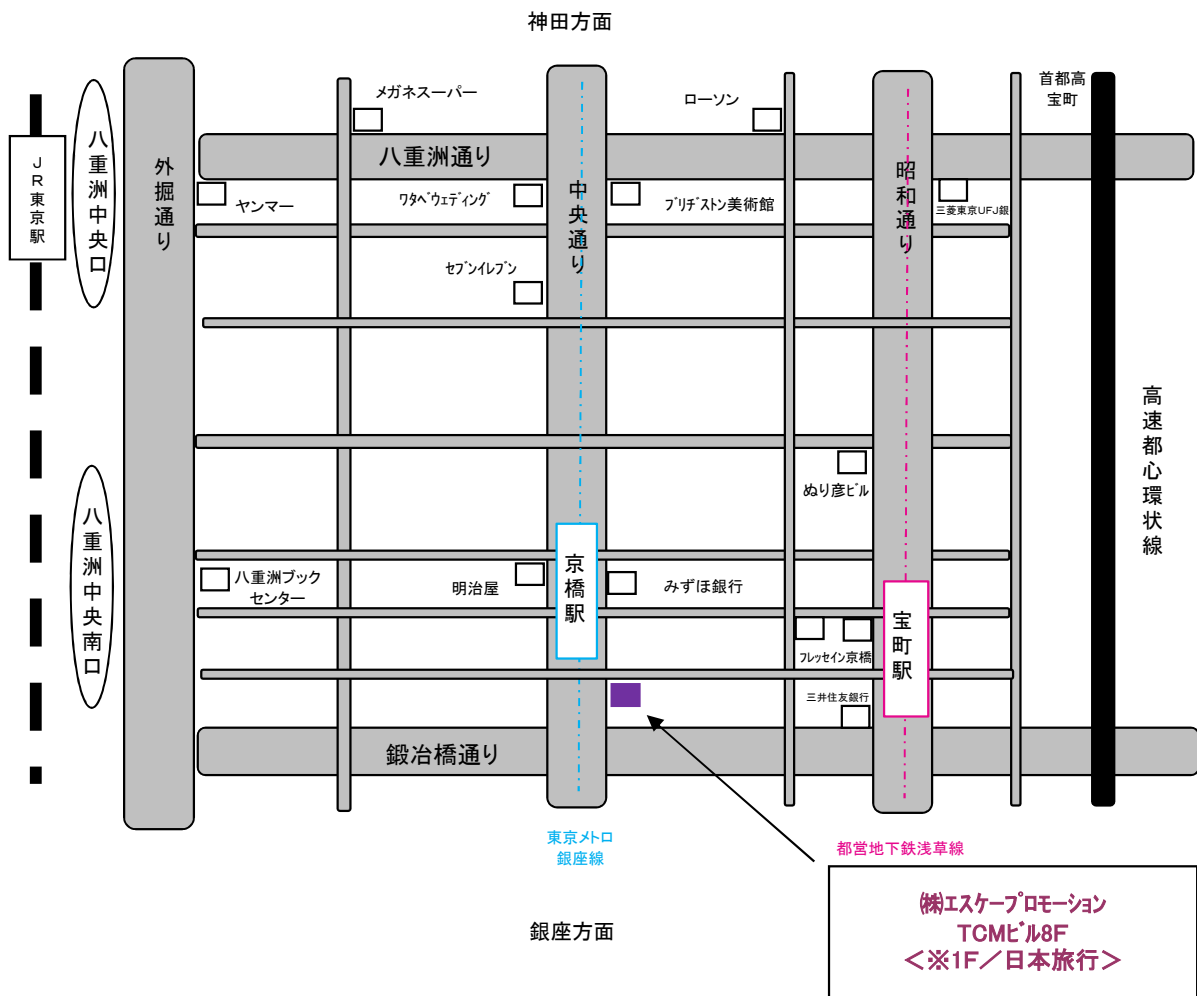 神田方面
メガネスーパー
ローソン
首都高
宝町
八重洲中央口
JR東京駅
外掘通り
八重洲通り
中央通り
昭和通り
ヤンマー
ワタベウェディング
ブリヂストン美術館
三菱東京UFJ銀
セブンイレブン
高速都心環状線
ぬり彦ビル
八重洲中央南口
八重洲ブック
センター
明治屋
京橋駅
みずほ銀行
宝町駅
フレッセイン京橋
三井住友銀行
鍛冶橋通り
東京メトロ
銀座線
都営地下鉄浅草線
銀座方面
㈱エスケープロモーション
TCMビル8F
＜※1F／日本旅行＞